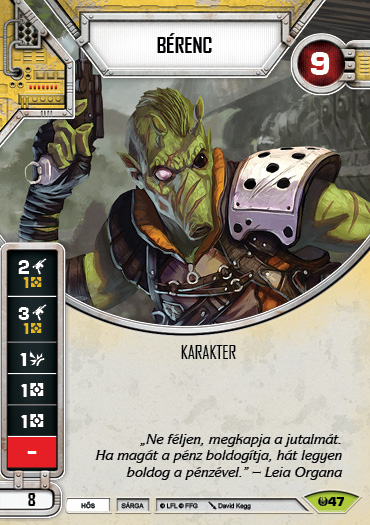 BÉRENC
9
2
1
3
1
1
1
1
–
KARAKTER
„Ne féljen, megkapja a jutalmát.
Ha magát a pénz boldogítja, hát legyen
boldog a pénzével.” – Leia Organa
8
HŐS
SÁRGA
© LFL © FFG
David Kegg
47